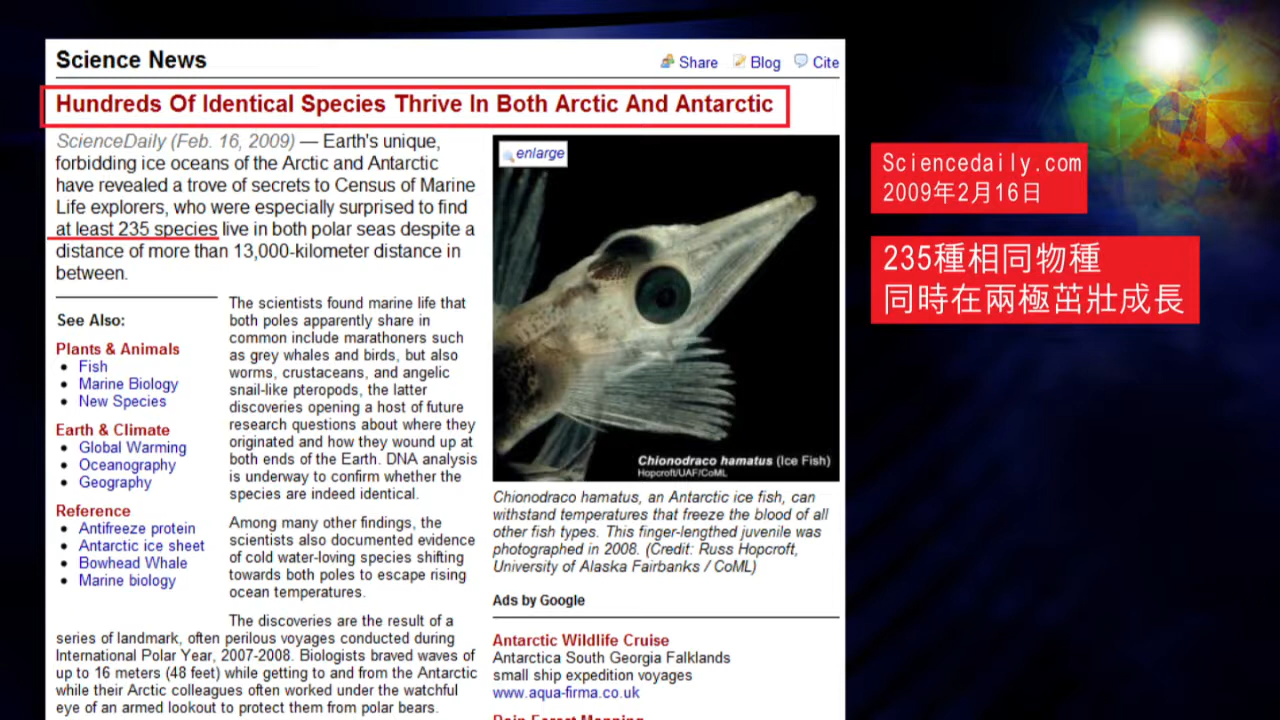 Science News
Share Blog Cite
Hundreds Of Identical Species Thrive In Both Arctic And Antarctic
ScienceDaily (Feb. 16, 2009) — Earth's unique,
forbidding ice oceans of the Arctic and Antarctic
have revealed a trove of secrets to Census of Marine
Life explorers, who were especially surprised to find
at least 235 species live in both polar seas despite a
distance of more than 13,000-kilometer distance in
between.
See Also:
Plants & Animals
• Fish
• Marine Biology
• New Species
Earth & Climate
• Global Warming
• Oceanography
• Geography
Reference
• Antifreeze protein
• Antarctic ice sheet
• Bowhead Whale
• Marine biology
The scientists found marine life that
both poles apparently share in
common include marathoners such
as grey whales and birds, but also
worms, crustaceans, and angelic
snail-like pteropods, the latter
discoveries opening a host of future
research questions about where they
originated and how they wound up at
both ends of the Earth. DNA analysis
is underway to confirm whether the
species are indeed identical.
Among many other findings, the
scientists also documented evidence
of cold water-loving species shifting
towards both poles to escape rising
ocean temperatures.
The discoveries are the result of a
series of landmark, often perilous voyages conducted during
International Polar Year, 2007-2008. Biologists braved waves of
up to 16 meters (48 feet) while getting to and from the Antarctic
while their Arctic colleagues often worked under the watchful
eye of an armed lookout to protect them from polar bears.
enlarge
Chionodraco hamatus (Ice Fish)
Hopcroft/UAF/CoML
Chionodraco hamatus, an Antarctic ice fish, can
withstand temperatures that freeze the blood of all
other fish types. This finger-lengthed juvenile was
photographed in 2008. (Credit: Russ Hopcroft,
University of Alaska Fairbanks / CoML)
Ads by Google
Antarctic Wildlife Cruise
Antarctica South Georgia Falklands
small ship expedition voyages
www.aqua-firma.co.uk
Rain Forest Mapping
Sciencedaily.com
2009年2月16日
235種相同物種
同時在兩極茁壯成長